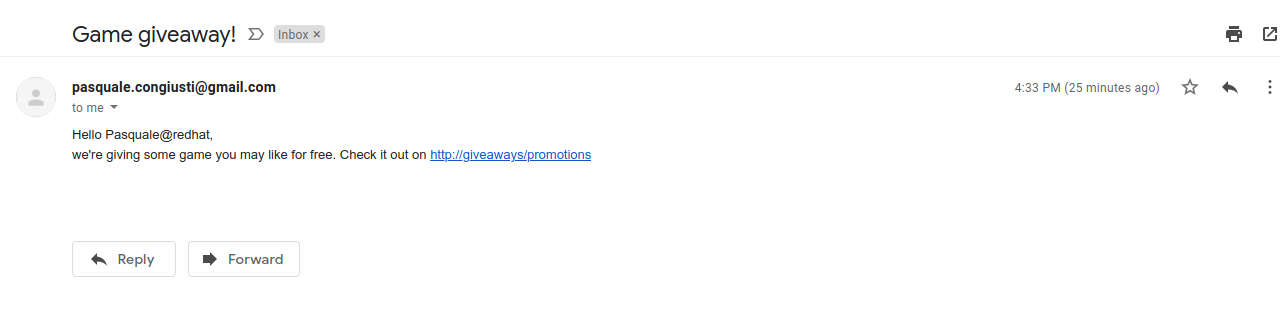 Game giveaway!
Inbox ×
pasquale.congiusti@gmail.com
4:33 PM (25 minutes ago)
to me
Hello Pasquale@redhat,
we're giving some game you may like for free. Check it out on http://giveaways/promotions
Reply
Forward